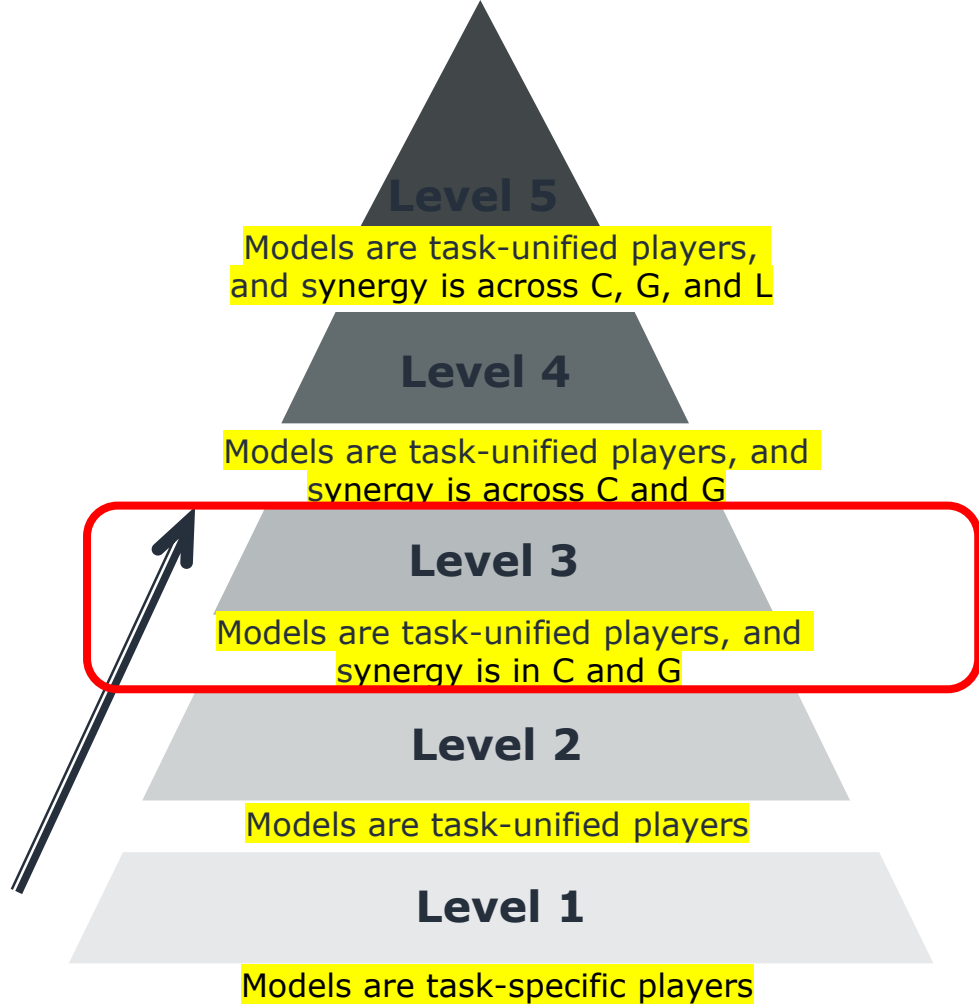 Level 5
Models are task-unified players,
and synergy is across C, G, and L
Level 4
Models are task-unified players, and
synergy is across C and G
Level 3
Models are task-unified players, and
synergy is in C and G
Level 2
Models are task-unified players
Level 1
Models are task-specific players